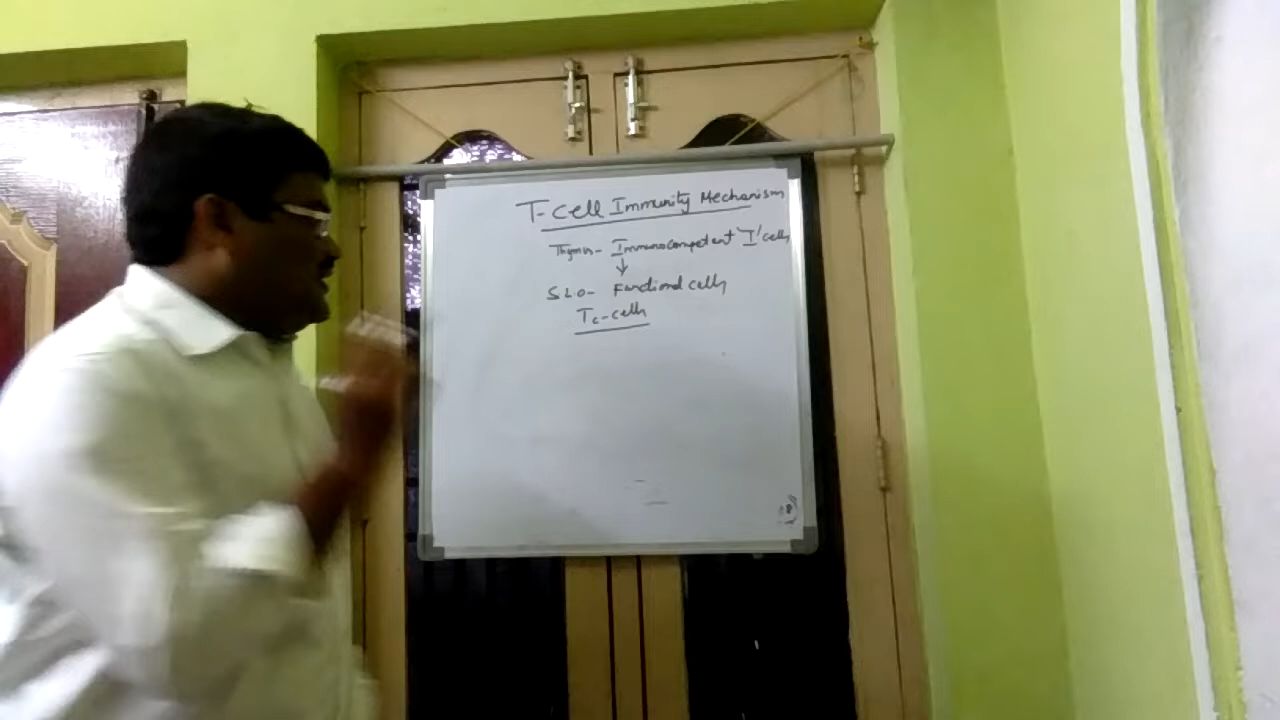 T-Cell Immunity Mechanism
Thymus- Immunocompetent 'T' cells
↓
SLO- Functional cells
Tc-cells